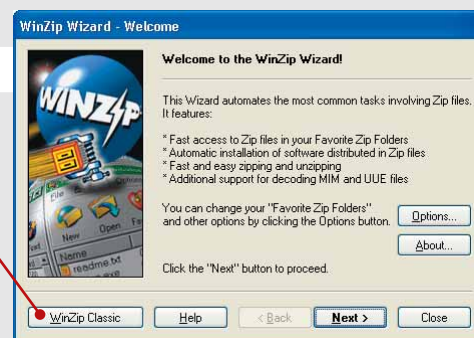 WinZip Wizard - Welcome
WINZIP
File
New
Open
Name
readme.txt
Welcome to the WinZip Wizard!
This Wizard automates the most common tasks involving Zip files.
It features:
* Fast access to Zip files in your Favorite Zip Folders
* Automatic installation of software distributed in Zip files
* Fast and easy zipping and unzipping
* Additional support for decoding MIM and UUE files
You can change your "Favorite Zip Folders"
and other options by clicking the Options button.
Options...
About...
Click the "Next" button to proceed.
WinZip Classic
Help
< Back
Next >
Close